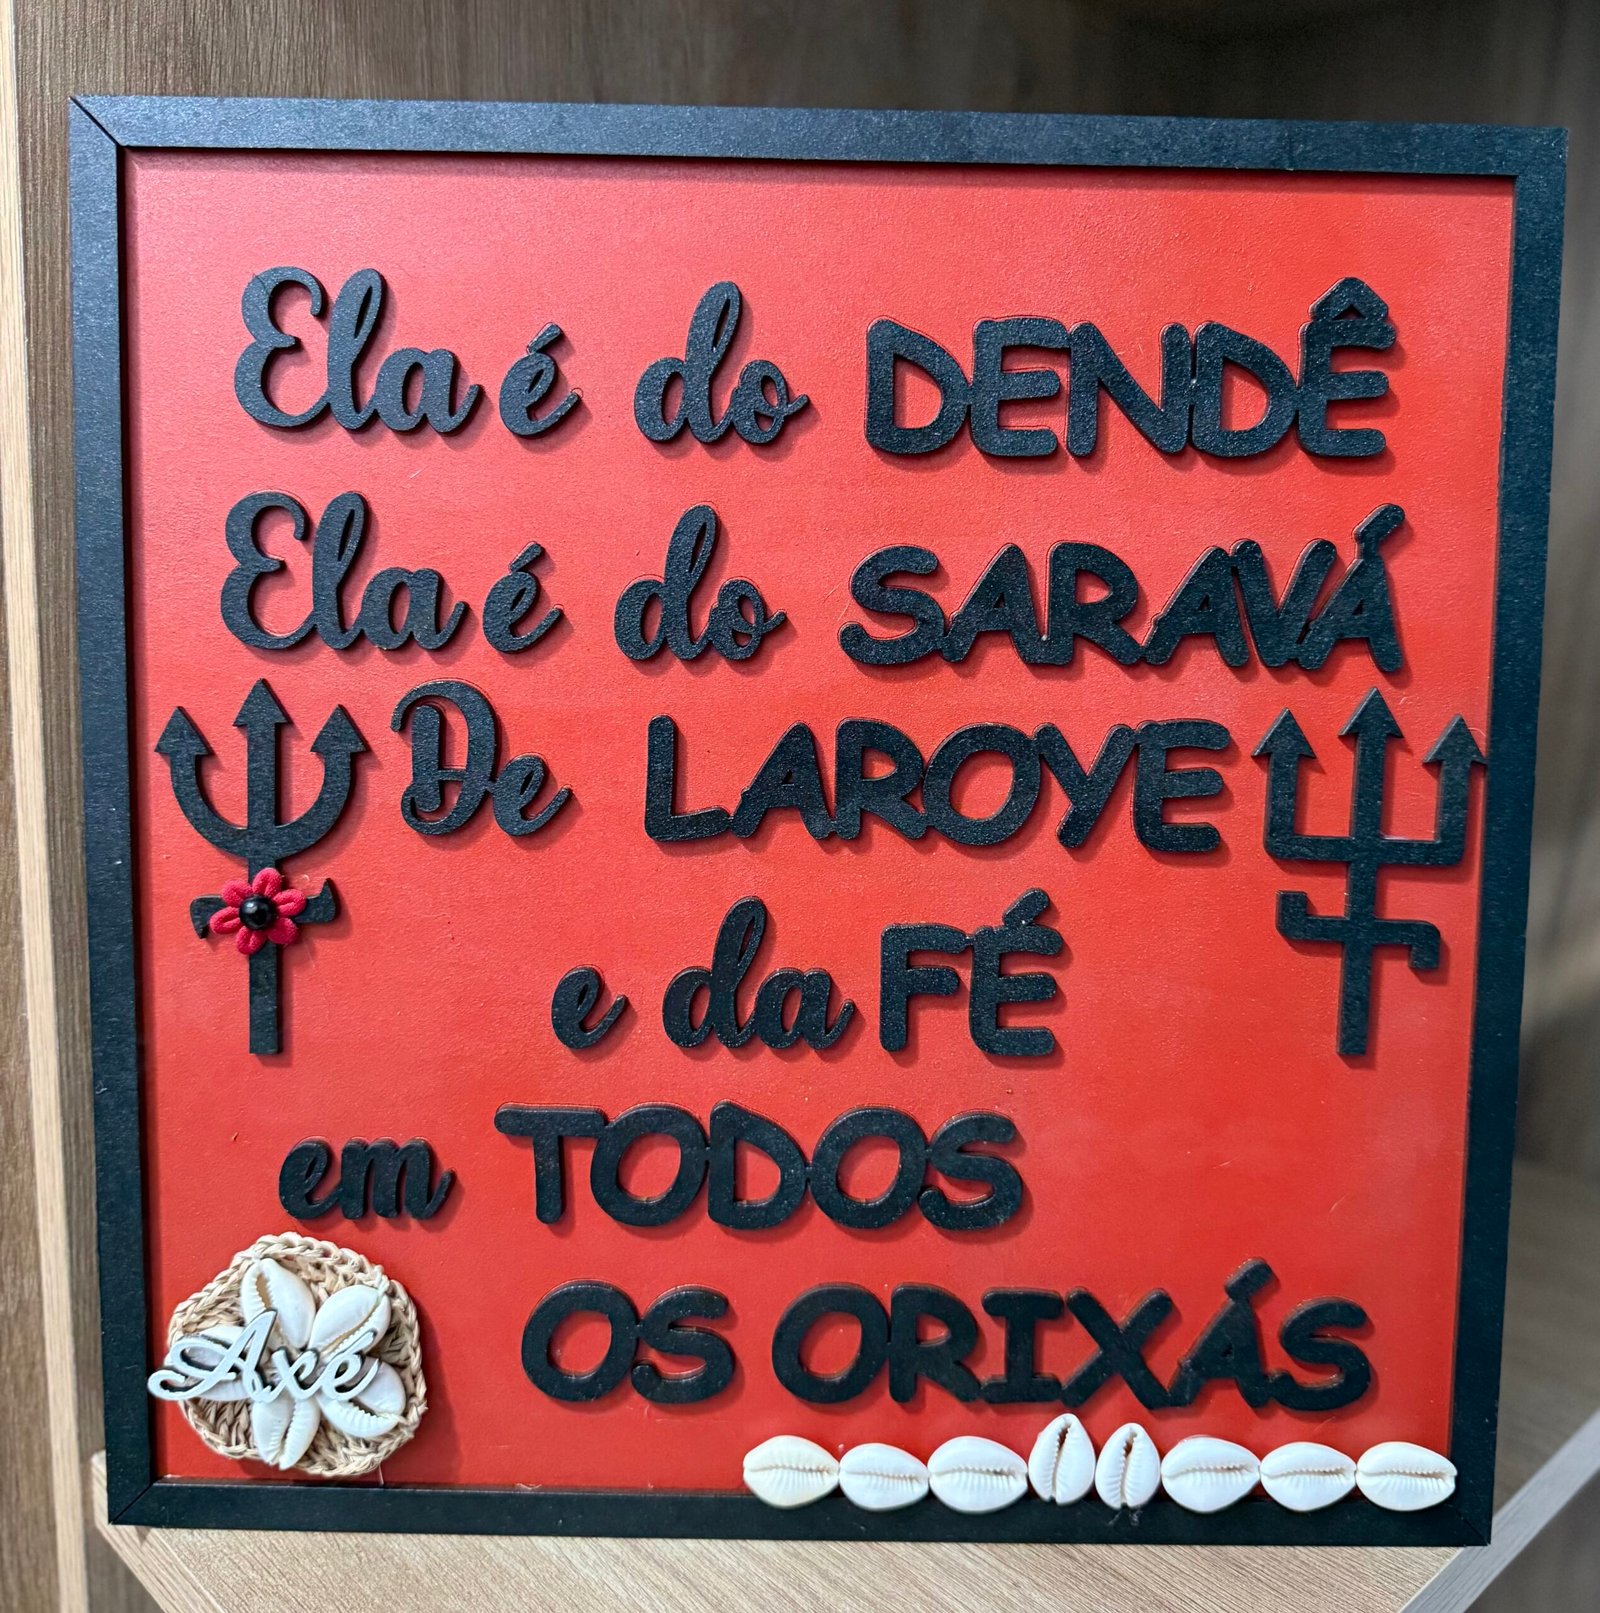 Ela é do DENDÊ
Ela é do SARAVÁ
De LAROYE
e da FÉ
em TODOS
OS ORIXÁS
Axé